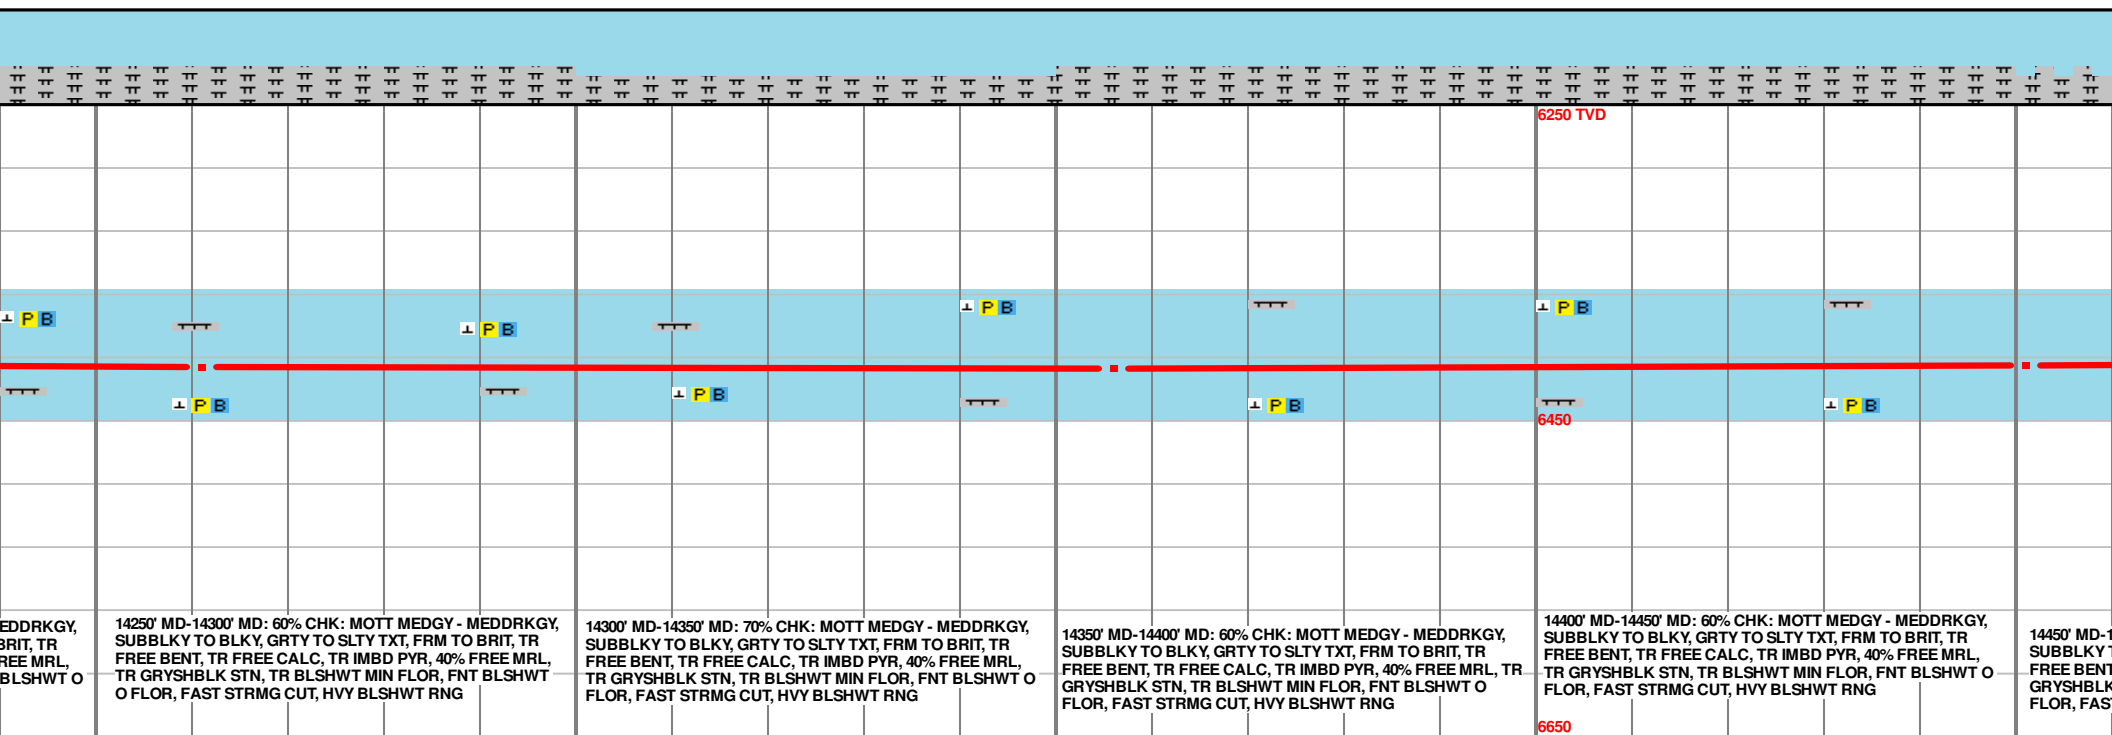 6250 TVD
P B
P B
P B
P B
P B
P B
P B
P B
6450
EDDRKGY,
BRIT, TR
REE MRL,
BLSHWT O
14250' MD-14300' MD: 60% CHK: MOTT MEDGY - MEDDRKGY,
SUBBLKY TO BLKY, GRTY TO SLTY TXT, FRM TO BRIT, TR
FREE BENT, TR FREE CALC, TR IMBD PYR, 40% FREE MRL,
TR GRYSHBLK STN, TR BLSHWT MIN FLOR, FNT BLSHWT
O FLOR, FAST STRMG CUT, HVY BLSHWT RNG
14300' MD-14350' MD: 70% CHK: MOTT MEDGY - MEDDRKGY,
SUBBLKY TO BLKY, GRTY TO SLTY TXT, FRM TO BRIT, TR
FREE BENT, TR FREE CALC, TR IMBD PYR, 40% FREE MRL,
TR GRYSHBLK STN, TR BLSHWT MIN FLOR, FNT BLSHWT O
FLOR, FAST STRMG CUT, HVY BLSHWT RNG
14350' MD-14400' MD: 60% CHK: MOTT MEDGY - MEDDRKGY,
SUBBLKY TO BLKY, GRTY TO SLTY TXT, FRM TO BRIT, TR
FREE BENT, TR FREE CALC, TR IMBD PYR, 40% FREE MRL, TR
GRYSHBLK STN, TR BLSHWT MIN FLOR, FNT BLSHWT O
FLOR, FAST STRMG CUT, HVY BLSHWT RNG
14400' MD-14450' MD: 60% CHK: MOTT MEDGY - MEDDRKGY,
SUBBLKY TO BLKY, GRTY TO SLTY TXT, FRM TO BRIT, TR
FREE BENT, TR FREE CALC, TR IMBD PYR, 40% FREE MRL,
TR GRYSHBLK STN, TR BLSHWT MIN FLOR, FNT BLSHWT O
FLOR, FAST STRMG CUT, HVY BLSHWT RNG
14450' MD-1
SUBBLKY T
FREE BENT
GRYSHBLK
FLOR, FAS
6650